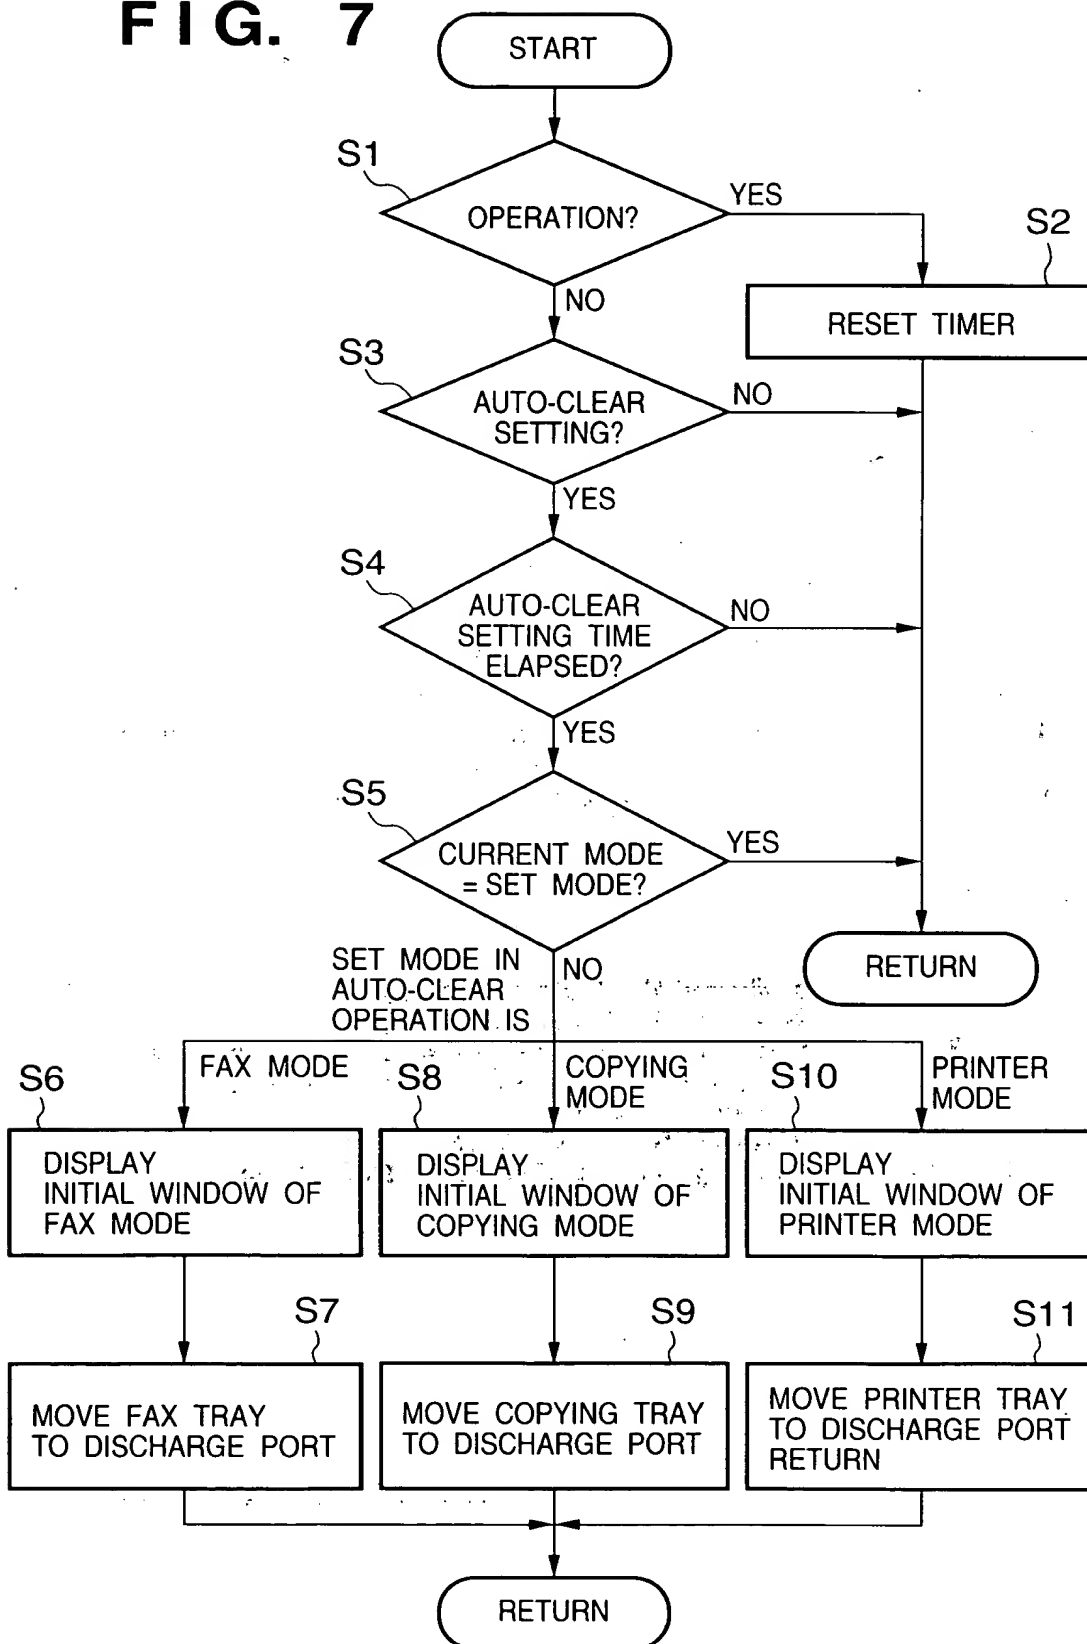 FIG. 7
START
S1
OPERATION?
YES
S2
NO
RESET TIMER
S3
AUTO-CLEAR
SETTING?
NO
YES
S4
AUTO-CLEAR
SETTING TIME
ELAPSED?
NO
YES
S5
CURRENT MODE
= SET MODE?
YES
RETURN
SET MODE IN
AUTO-CLEAR
OPERATION IS
NO
S6
FAX MODE
S8
COPYING
MODE
S10
PRINTER
MODE
DISPLAY
INITIAL WINDOW OF
FAX MODE
DISPLAY
INITIAL WINDOW OF
COPYING MODE
DISPLAY
INITIAL WINDOW OF
PRINTER MODE
S7
S9
S11
MOVE FAX TRAY
TO DISCHARGE PORT
MOVE COPYING TRAY
TO DISCHARGE PORT
MOVE PRINTER TRAY
TO DISCHARGE PORT
RETURN
RETURN